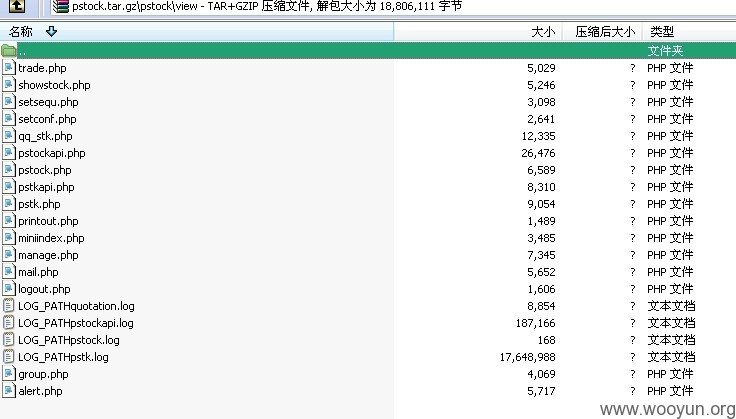 pstock.tar.gz\pstock\view - TAR+GZIP 压缩文件, 解包大小为 18,806,111 字节
名称 大小 压缩后大小 类型
.. 文件夹
trade.php 5,029 ? PHP 文件
showstock.php 5,246 ? PHP 文件
setsequ.php 3,098 ? PHP 文件
setconf.php 2,641 ? PHP 文件
qq_stk.php 12,335 ? PHP 文件
pstockapi.php 26,476 ? PHP 文件
pstock.php 6,589 ? PHP 文件
pstkapi.php 8,310 ? PHP 文件
pstk.php 9,054 ? PHP 文件
printout.php 1,489 ? PHP 文件
miniindex.php 3,485 ? PHP 文件
manage.php 7,345 ? PHP 文件
mail.php 5,652 ? PHP 文件
logout.php 1,606 ? PHP 文件
LOG_PATHquotation.log 8,854 ? 文本文档
LOG_PATHpstockapi.log 187,166 ? 文本文档
LOG_PATHpstock.log 168 ? 文本文档
LOG_PATHpstk.log 17,648,988 ? 文本文档
group.php 4,069 ? PHP 文件
alert.php 5,717 ? PHP 文件
www.wooyun.org